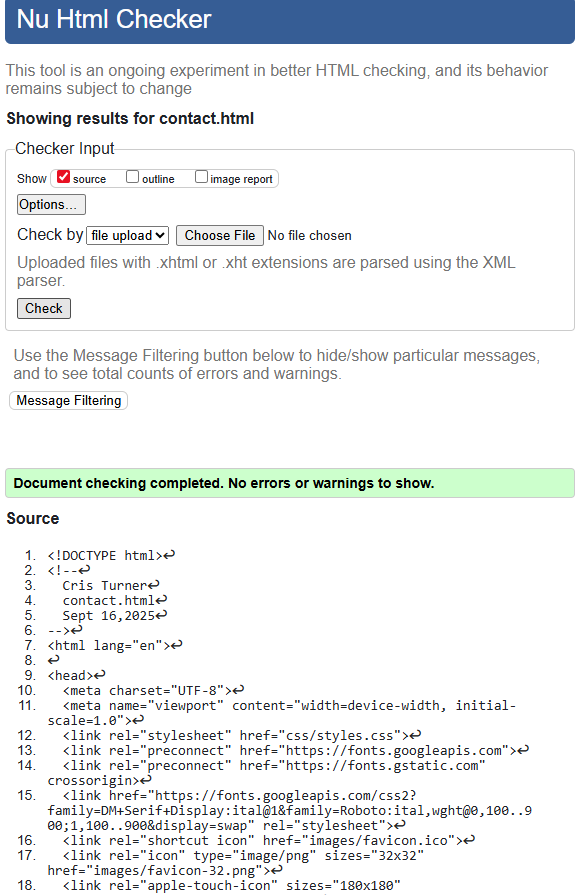 Nu Html Checker
This tool is an ongoing experiment in better HTML checking, and its behavior
remains subject to change
Showing results for contact.html
Checker Input
Show source outline image report
Options...
Check by file upload Choose File No file chosen
Uploaded files with .xhtml or .xht extensions are parsed using the XML
parser.
Check
Use the Message Filtering button below to hide/show particular messages,
and to see total counts of errors and warnings.
Message Filtering
Document checking completed. No errors or warnings to show.
Source
1. <!DOCTYPE html>↩
2. <!--↩
3. Cris Turner↩
4. contact.html↩
5. Sept 16,2025↩
6. -->↩
7. <html lang="en">↩
8. ↩
9. <head>↩
10. <meta charset="UTF-8">↩
11. <meta name="viewport" content="width=device-width, initial-
scale=1.0">↩
12. <link rel="stylesheet" href="css/styles.css">↩
13. <link rel="preconnect" href="https://fonts.googleapis.com">↩
14. <link rel="preconnect" href="https://fonts.gstatic.com"
crossorigin>↩
15. <link href="https://fonts.googleapis.com/css2?
family=DM+Serif+Display:ital@1&family=Roboto:ital,wght@0,100..9
00;1,100..900&display=swap" rel="stylesheet">↩
16. <link rel="shortcut icon" href="images/favicon.ico">↩
17. <link rel="icon" type="image/png" sizes="32x32"
href="images/favicon-32.png">↩
18. <link rel="apple-touch-icon" sizes="180x180"